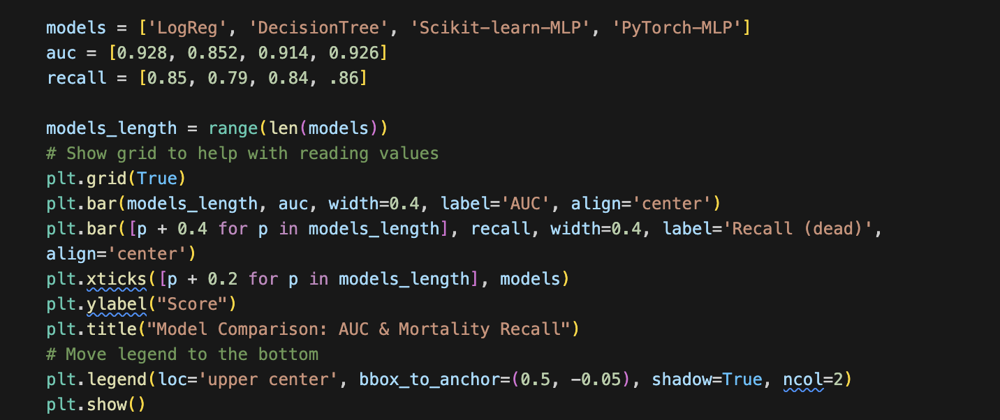 models = ['LogReg', 'DecisionTree', 'Scikit-learn-MLP', 'PyTorch-MLP']
auc = [0.928, 0.852, 0.914, 0.926]
recall = [0.85, 0.79, 0.84, .86]
models_length = range(len(models))
# Show grid to help with reading values
plt.grid(True)
plt.bar(models_length, auc, width=0.4, label='AUC', align='center')
plt.bar([p + 0.4 for p in models_length], recall, width=0.4, label='Recall (dead)',
align='center')
plt.xticks([p + 0.2 for p in models_length], models)
plt.ylabel("Score")
plt.title("Model Comparison: AUC & Mortality Recall")
# Move legend to the bottom
plt.legend(loc='upper center', bbox_to_anchor=(0.5, -0.05), shadow=True, ncol=2)
plt.show()